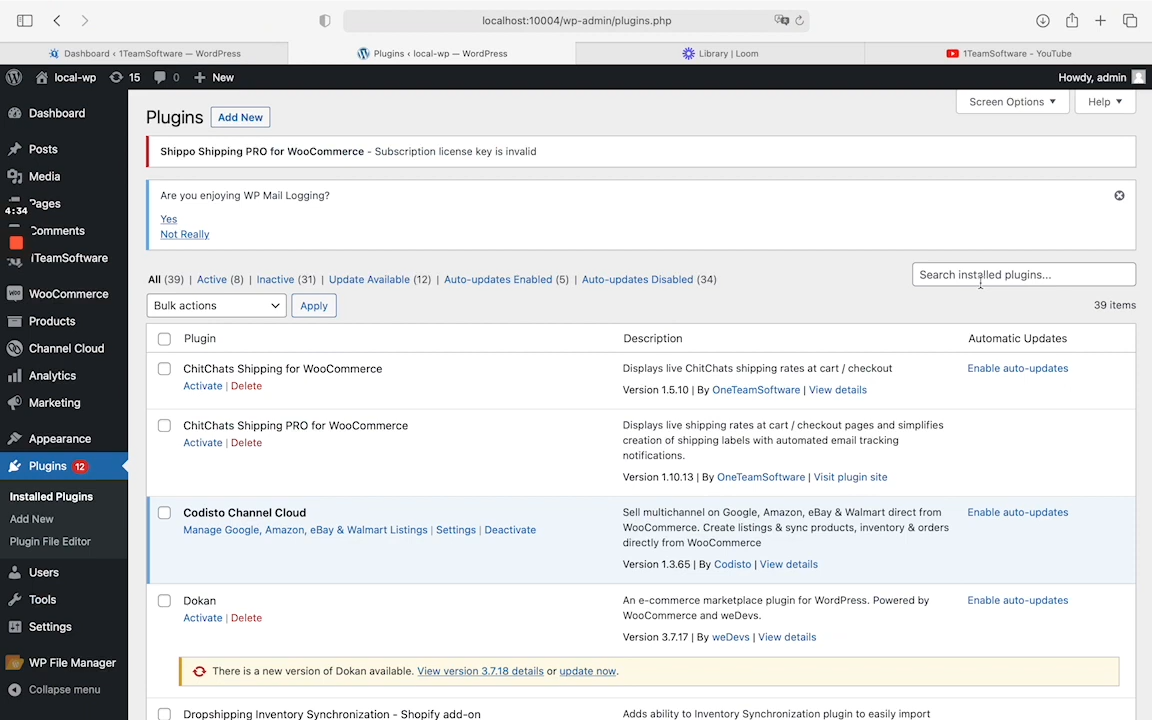 localhost:10004/wp-admin/plugins.php
Dashboard ‹ 1TeamSoftware — WordPress
Plugins ‹ local-wp — WordPress
Library | Loom
1TeamSoftware - YouTube
local-wp
15
0
New
Howdy, admin
Dashboard
Posts
Media
Pages
4:34
Comments
1TeamSoftware
WooCommerce
Products
Channel Cloud
Analytics
Marketing
Appearance
Plugins 12
Installed Plugins
Add New
Plugin File Editor
Users
Tools
Settings
WP File Manager
Collapse menu
Screen Options
Help
Plugins
Add New
Shippo Shipping PRO for WooCommerce - Subscription license key is invalid
Are you enjoying WP Mail Logging?
Yes
Not Really
All (39) | Active (8) | Inactive (31) | Update Available (12) | Auto-updates Enabled (5) | Auto-updates Disabled (34)
Search installed plugins...
Bulk actions
Apply
39 items
Plugin
Description
Automatic Updates
ChitChats Shipping for WooCommerce
Activate | Delete
Displays live ChitChats shipping rates at cart / checkout
Version 1.5.10 | By OneTeamSoftware | View details
Enable auto-updates
ChitChats Shipping PRO for WooCommerce
Activate | Delete
Displays live shipping rates at cart / checkout pages and simplifies
creation of shipping labels with automated email tracking
notifications.
Version 1.10.13 | By OneTeamSoftware | Visit plugin site
Codisto Channel Cloud
Manage Google, Amazon, eBay & Walmart Listings | Settings | Deactivate
Sell multichannel on Google, Amazon, eBay & Walmart direct from
WooCommerce. Create listings & sync products, inventory & orders
directly from WooCommerce
Version 1.3.65 | By Codisto | View details
Enable auto-updates
Dokan
Activate | Delete
An e-commerce marketplace plugin for WordPress. Powered by
WooCommerce and weDevs.
Version 3.7.17 | By weDevs | View details
Enable auto-updates
There is a new version of Dokan available. View version 3.7.18 details or update now.
Dropshipping Inventory Synchronization - Shopify add-on
Adds ability to Inventory Synchronization plugin to easily import